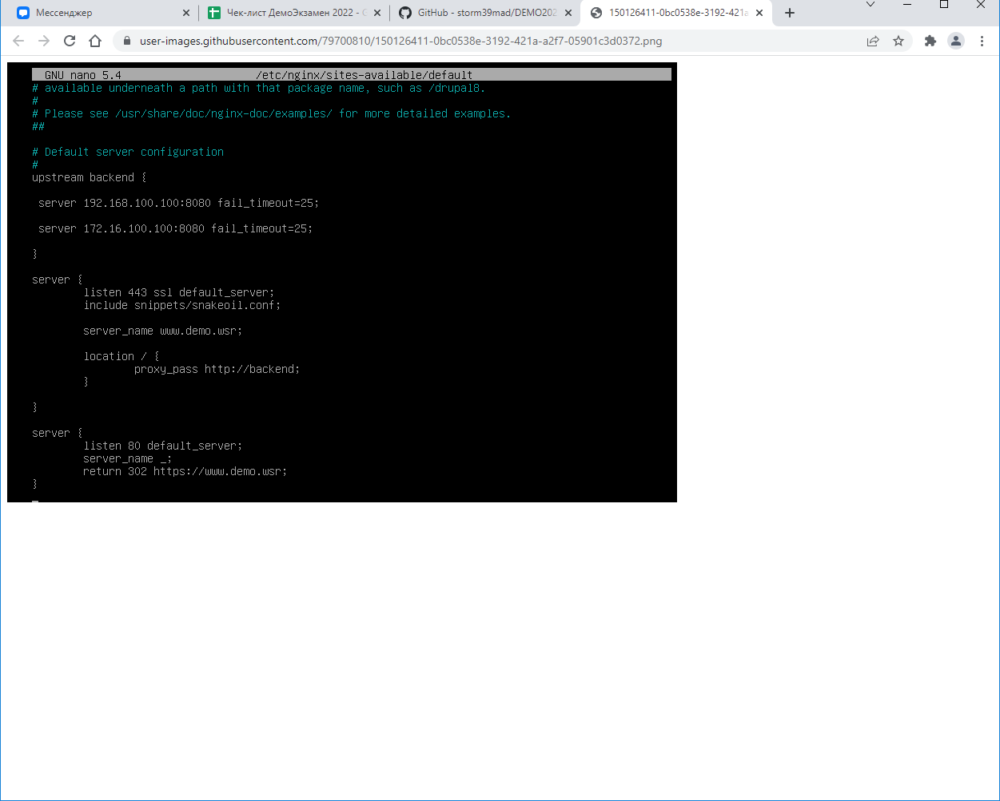 Мессенджер
Чек-лист ДемоЭкзамен 2022 - G
GitHub - storm39mad/DEMO202
150126411-0bc0538e-3192-421a
user-images.githubusercontent.com/79700810/150126411-0bc0538e-3192-421a-a2f7-05901c3d0372.png
GNU nano 5.4 /etc/nginx/sites-available/default
# available underneath a path with that package name, such as /drupal8.
#
# Please see /usr/share/doc/nginx-doc/examples/ for more detailed examples.
##
# Default server configuration
#
upstream backend {
server 192.168.100.100:8080 fail_timeout=25;
server 172.16.100.100:8080 fail_timeout=25;
}
server {
listen 443 ssl default_server;
include snippets/snakeoil.conf;
server_name www.demo.wsr;
location / {
proxy_pass http://backend;
}
}
server {
listen 80 default_server;
server_name _;
return 302 https://www.demo.wsr;
}